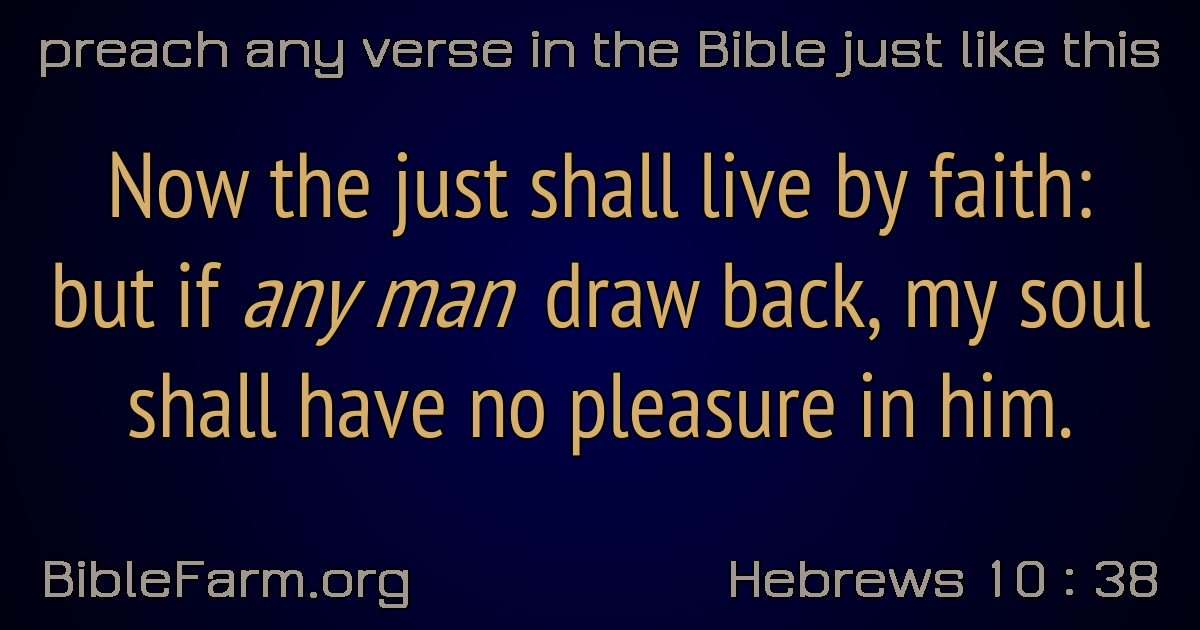 preach any verse in the Bible just like this
Now the just shall live by faith:
but if any man draw back, my soul
shall have no pleasure in him.
BibleFarm.org
Hebrews 10 : 38